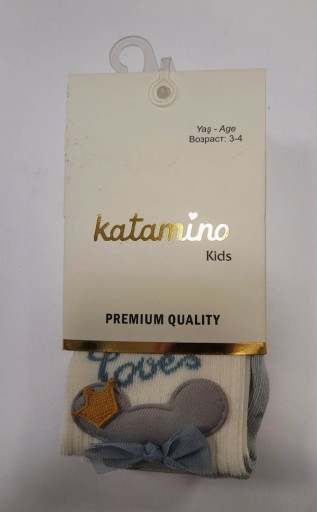 Yaş - Age
Возраст: 3-4
katamino
Kids
PREMIUM QUALITY
Loves